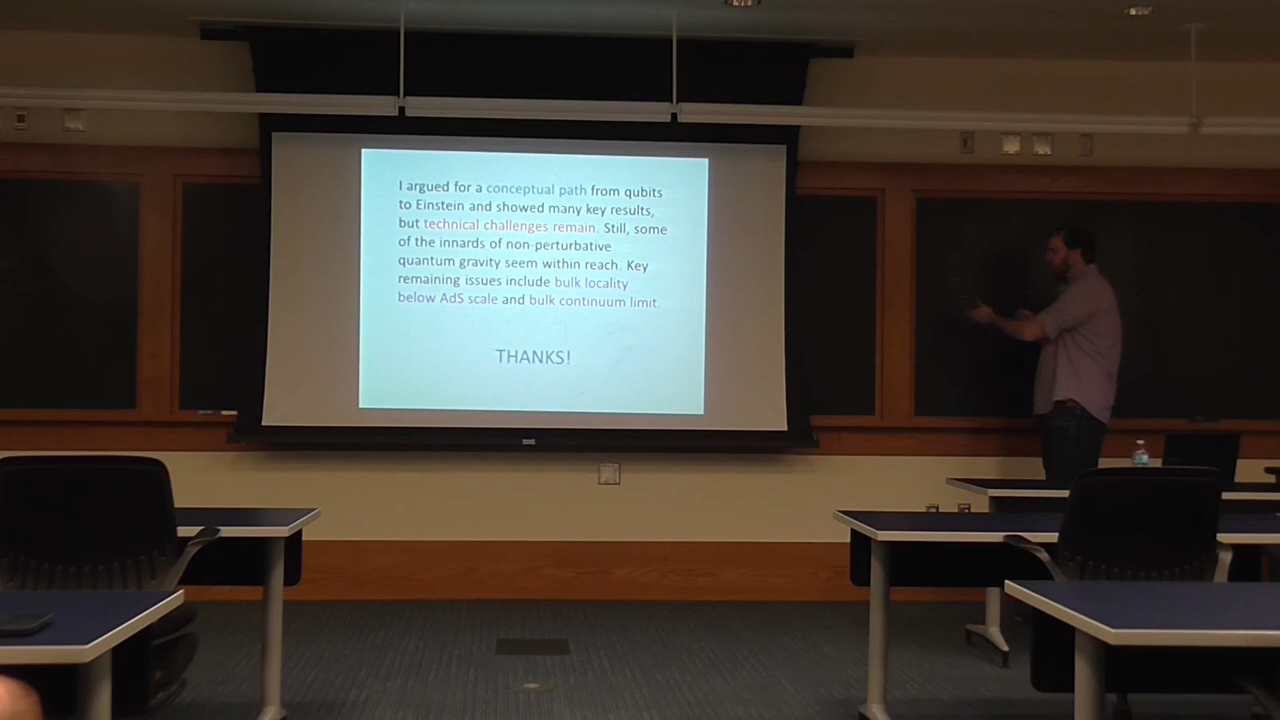 I argued for a conceptual path from qubits
to Einstein and showed many key results,
but technical challenges remain. Still, some
of the innards of non-perturbative
quantum gravity seem within reach. Key
remaining issues include bulk locality
below AdS scale and bulk continuum limit.
THANKS!